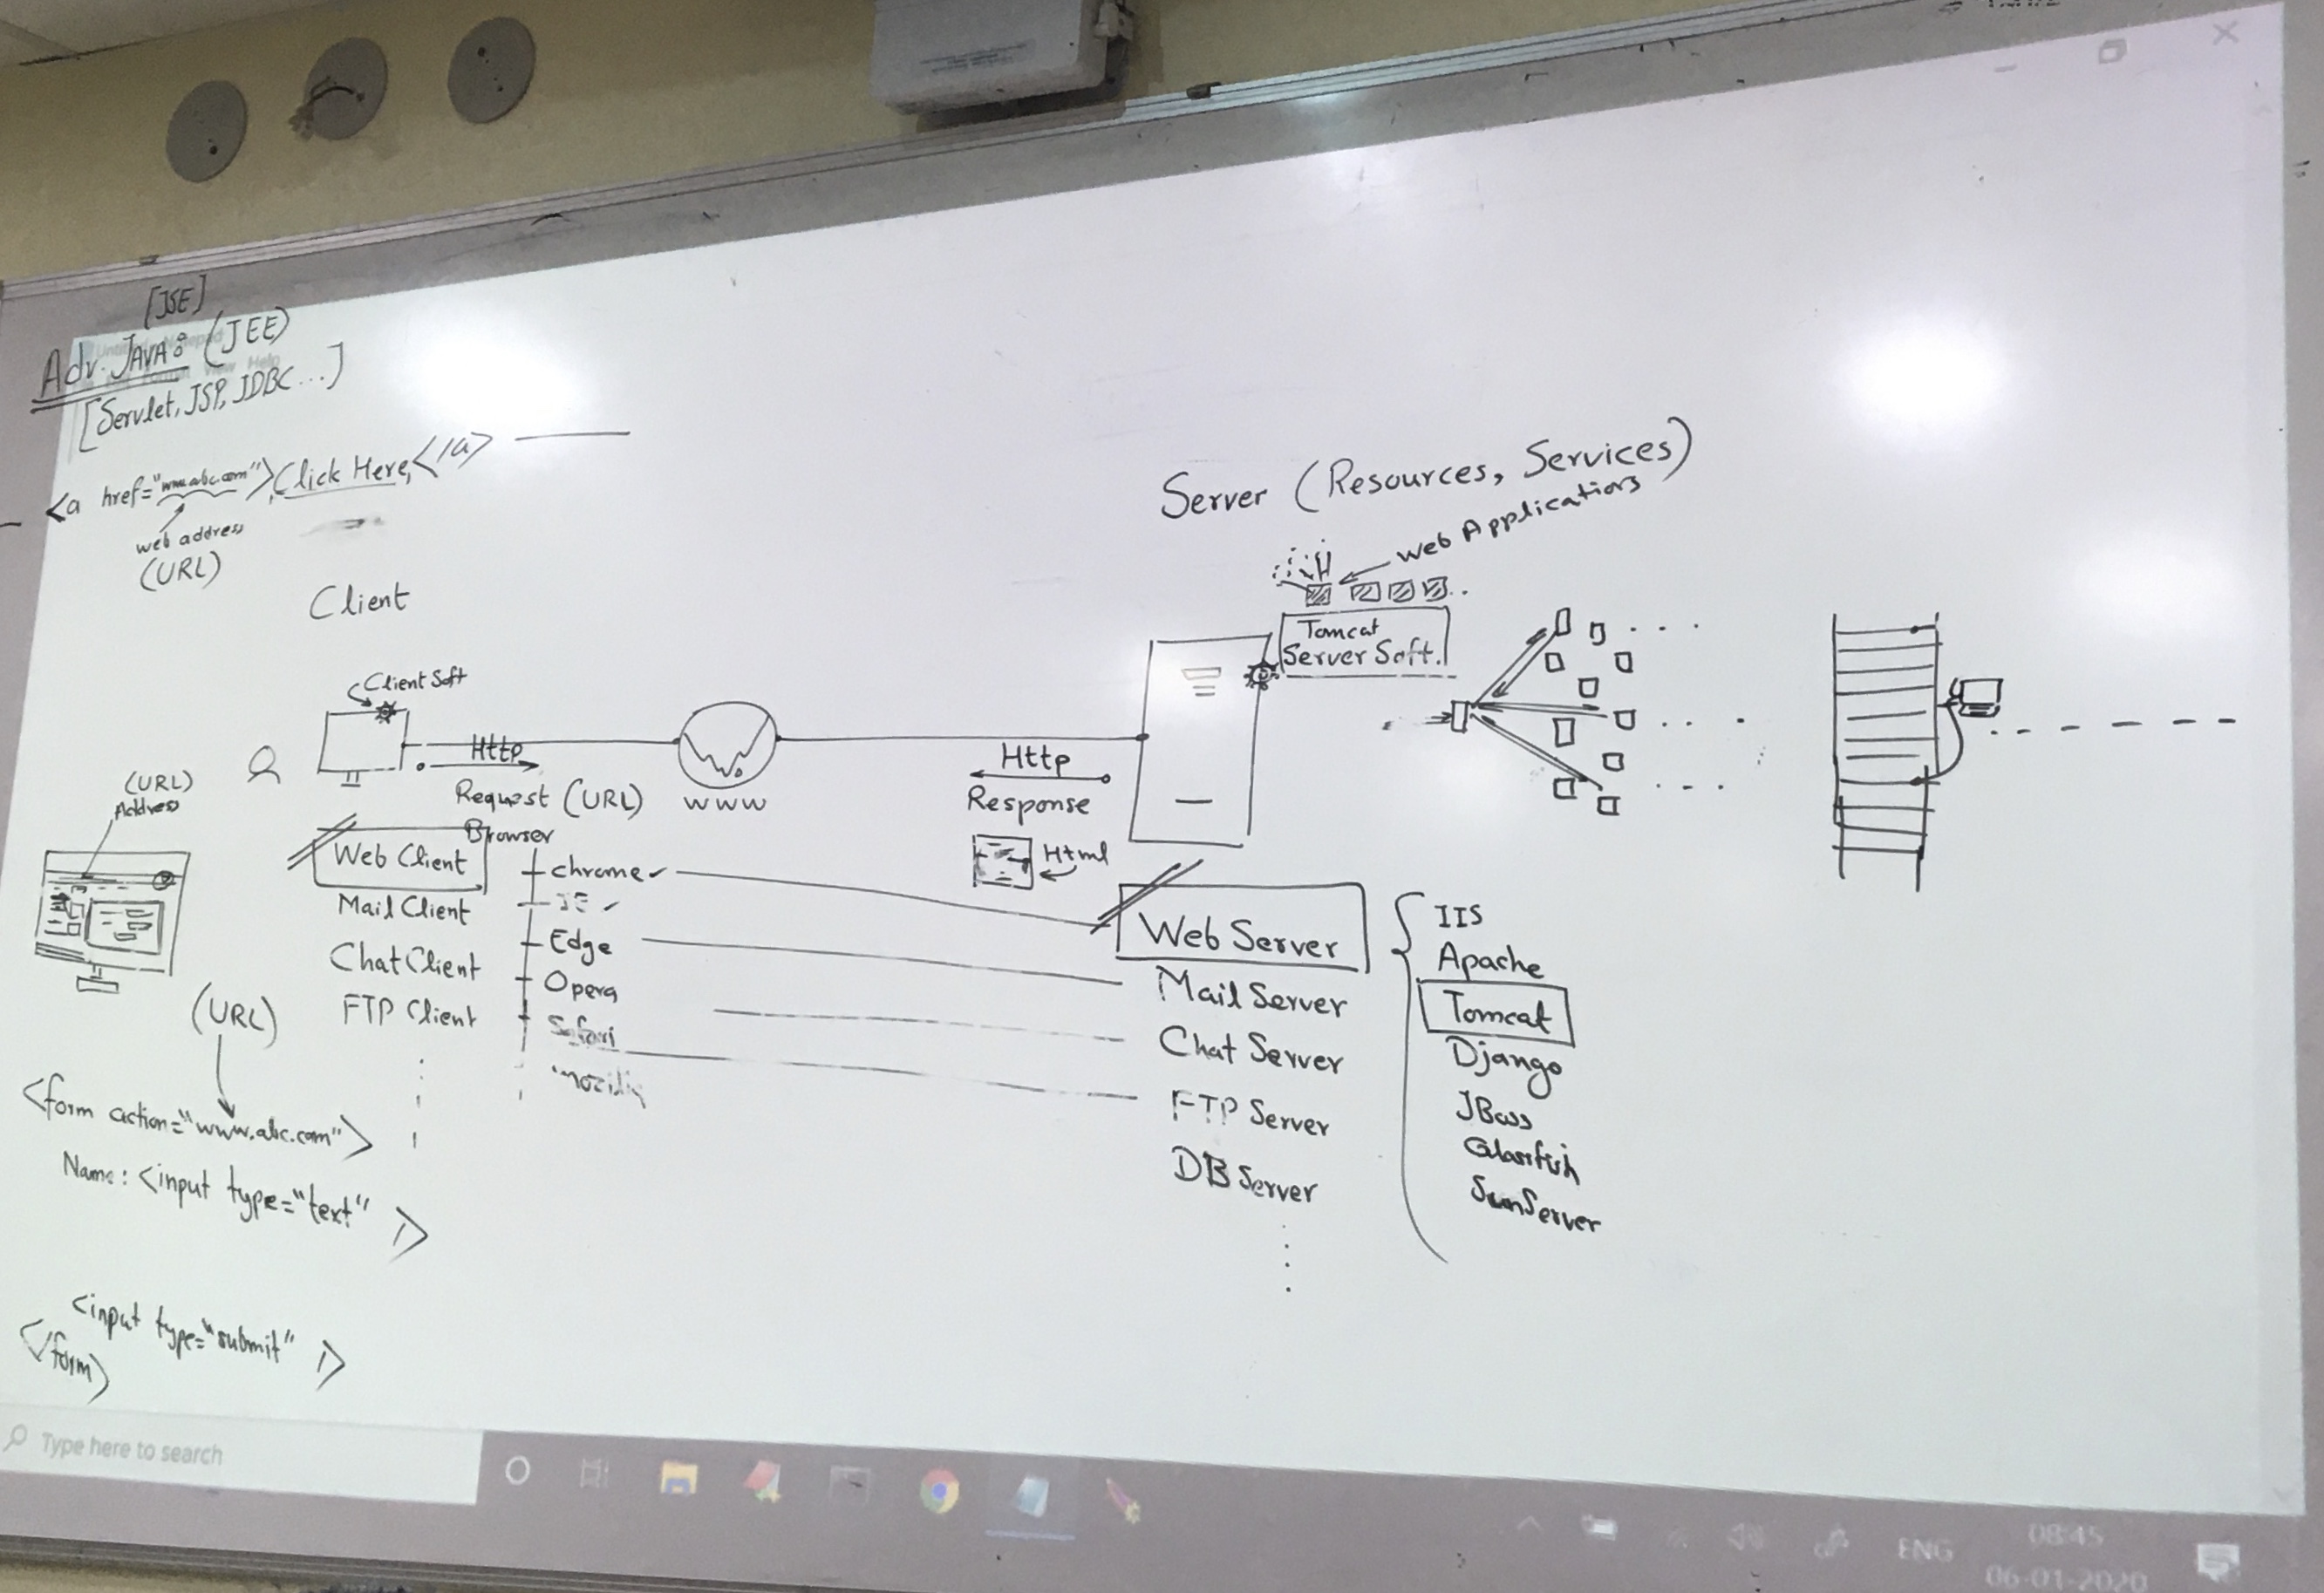 [JSE]
Adv. JAVA: (JEE)
[Servlet, JSP, JDBC ...]
<a href="www.abc.com">Click Here</a>
web address
(URL)
Client
Client Soft
Http
Request (URL)
WWW
Http
Response
Html
Server (Resources, Services)
Web Applications
Tomcat
Server Soft.
(URL)
Address
Browser
Web Client
Mail Client
Chat Client
FTP Client
chrome
IE
Edge
Opera
Safari
mozilla
Web Server
Mail Server
Chat Server
FTP Server
DB Server
IIS
Apache
Tomcat
Django
JBoss
Glassfish
SunServer
(URL)
<form action="www.abc.com">
Name: <input type="text" />
<input type="submit" />
</form>
Type here to search
ENG
08:45
06-01-2020